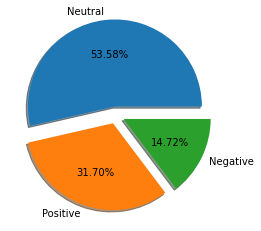 Neutral
53.58%
14.72%
Negative
31.70%
Positive